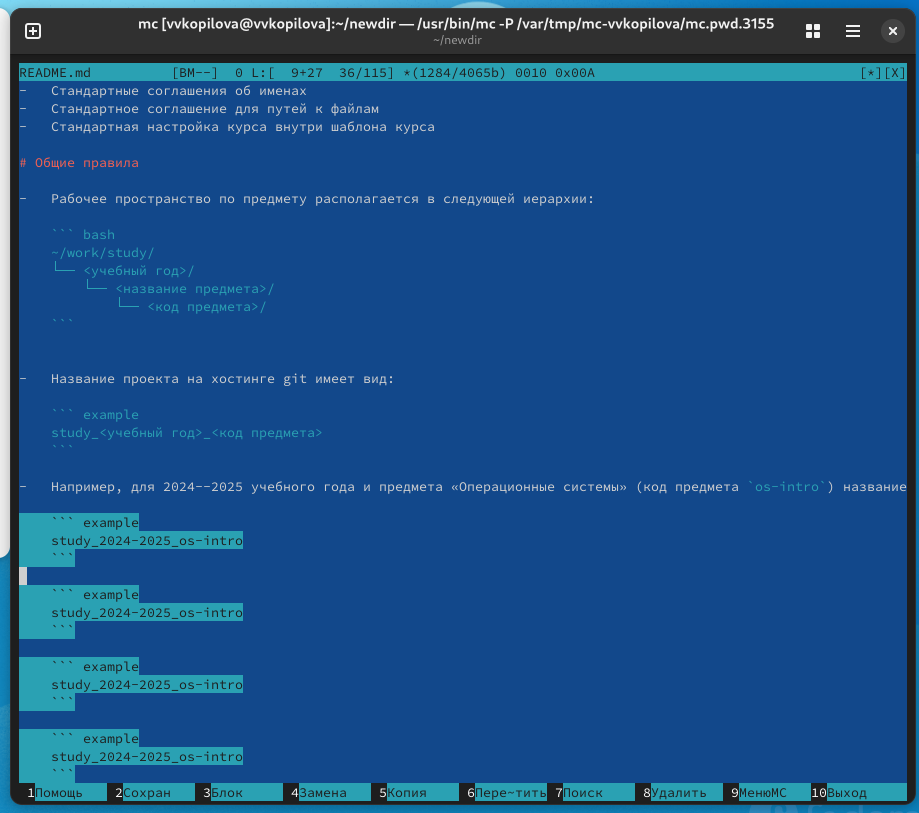 mc [vvkopilova@vvkopilova]:~/newdir — /usr/bin/mc -P /var/tmp/mc-vvkopilova/mc.pwd.3155
~/newdir
README.md [BM--] 0 L:[ 9+27 36/115] *(1284/4065b) 0010 0x00A [*][X]
- Стандартные соглашения об именах
- Стандартное соглашение для путей к файлам
- Стандартная настройка курса внутри шаблона курса
# Общие правила
- Рабочее пространство по предмету располагается в следующей иерархии:
``` bash
~/work/study/
└── <учебный год>/
└── <название предмета>/
└── <код предмета>/
```
- Название проекта на хостинге git имеет вид:
``` example
study_<учебный год>_<код предмета>
```
- Например, для 2024--2025 учебного года и предмета «Операционные системы» (код предмета `os-intro`) название
``` example
study_2024-2025_os-intro
```
``` example
study_2024-2025_os-intro
```
``` example
study_2024-2025_os-intro
```
``` example
study_2024-2025_os-intro
```
1Помощь 2Сохран 3Блок 4Замена 5Копия 6Пере~тить 7Поиск 8Удалить 9МенюMC 10Выход